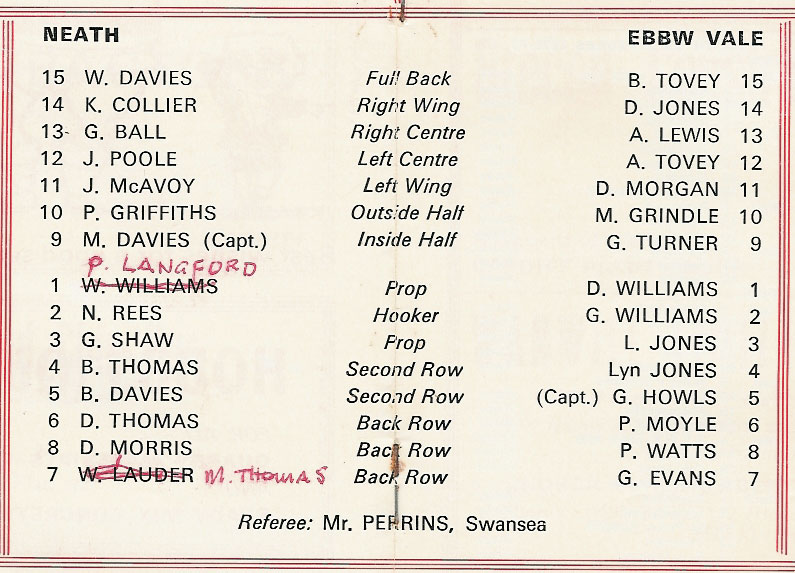 NEATH EBBW VALE
15 W. DAVIES Full Back B. TOVEY 15
14 K. COLLIER Right Wing D. JONES 14
13 G. BALL Right Centre A. LEWIS 13
12 J. POOLE Left Centre A. TOVEY 12
11 J. McAVOY Left Wing D. MORGAN 11
10 P. GRIFFITHS Outside Half M. GRINDLE 10
9 M. DAVIES (Capt.) Inside Half G. TURNER 9
P. LANGFORD
1 W. WILLIAMS Prop D. WILLIAMS 1
2 N. REES Hooker G. WILLIAMS 2
3 G. SHAW Prop L. JONES 3
4 B. THOMAS Second Row Lyn JONES 4
5 B. DAVIES Second Row (Capt.) G. HOWLS 5
6 D. THOMAS Back Row P. MOYLE 6
8 D. MORRIS Back Row P. WATTS 8
7 W. LAUDER M. THOMAS Back Row G. EVANS 7
Referee: Mr. PERRINS, Swansea